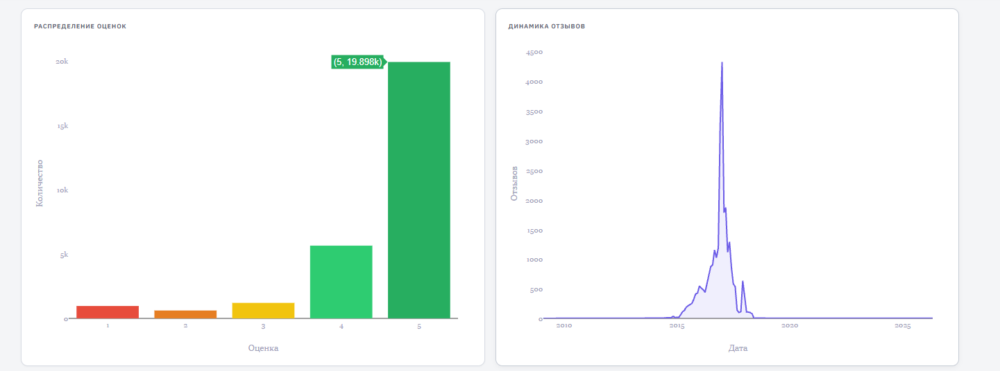 РАСПРЕДЕЛЕНИЕ ОЦЕНОК
20k
15k
10k
5k
0
Количество
(5, 19.898k)
1 2 3 4 5
Оценка
ДИНАМИКА ОТЗЫВОВ
4500
4000
3500
3000
2500
2000
1500
1000
500
0
Отзывов
2010 2015 2020 2025
Дата